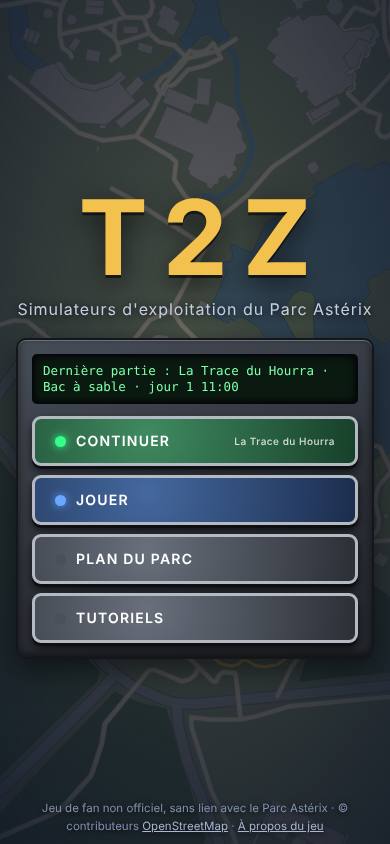 T2Z
Simulateurs d'exploitation du Parc Astérix
Dernière partie : La Trace du Hourra ·
Bac à sable · jour 1 11:00
CONTINUER La Trace du Hourra
JOUER
PLAN DU PARC
TUTORIELS
Jeu de fan non officiel, sans lien avec le Parc Astérix · ©
contributeurs OpenStreetMap · À propos du jeu